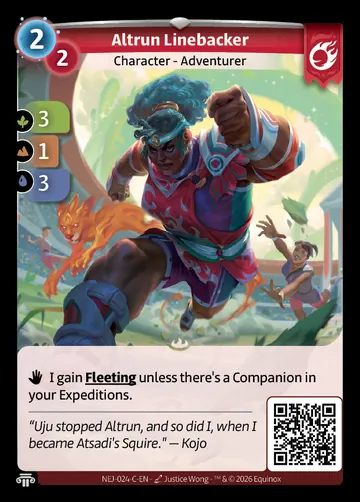 2
2
Altrun Linebacker
Character - Adventurer
3
1
3
I gain Fleeting unless there's a Companion in
your Expeditions.
"Uju stopped Altrun, and so did I, when I
became Atsadi's Squire." — Kojo
NEJ-024-C-EN - Justice Wong - ™ & © 2026 Equinox